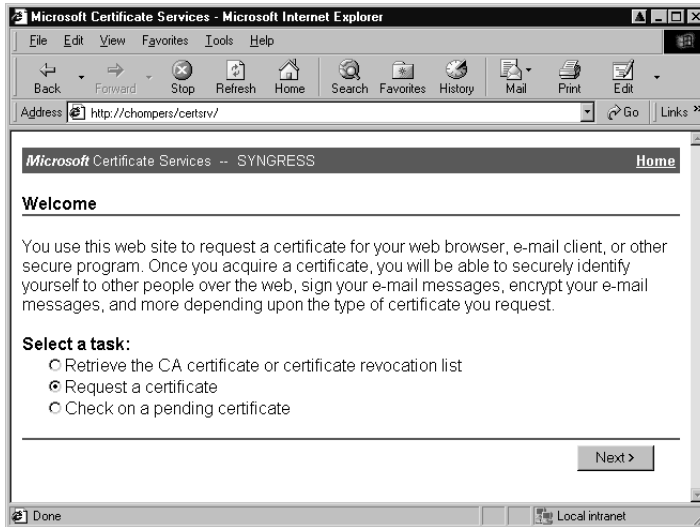 Microsoft Certificate Services - Microsoft Internet Explorer
File Edit View Favorites Tools Help
Back Forward Stop Refresh Home Search Favorites History Mail Print Edit
Address http://chompers/certsrv/ Go Links »
Microsoft Certificate Services -- SYNGRESS Home
Welcome
You use this web site to request a certificate for your web browser, e-mail client, or other
secure program. Once you acquire a certificate, you will be able to securely identify
yourself to other people over the web, sign your e-mail messages, encrypt your e-mail
messages, and more depending upon the type of certificate you request.
Select a task:
Retrieve the CA certificate or certificate revocation list
Request a certificate
Check on a pending certificate
Next >
Done Local intranet